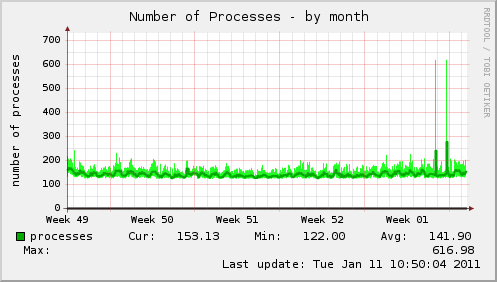 Number of Processes - by month
RRDTOOL / TOBI OETIKER
number of processes
700
600
500
400
300
200
100
0
Week 49 Week 50 Week 51 Week 52 Week 01
processes Cur: 153.13 Min: 122.00 Avg: 141.90
Max: 616.98
Last update: Tue Jan 11 10:50:04 2011